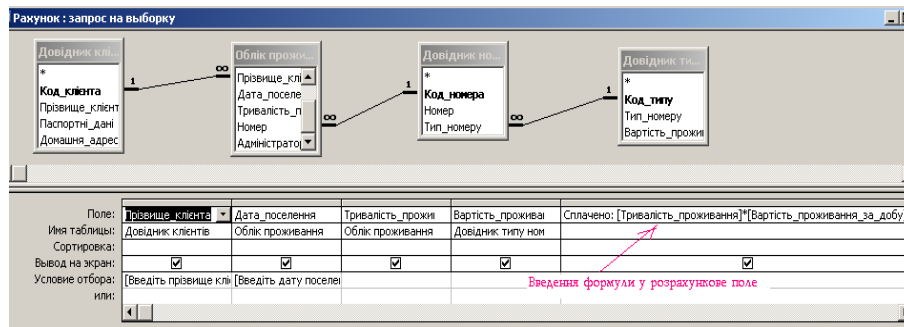 Рахунок : запрос на выборку
Довідник клі...
*
Код_клієнта
Прізвище_клієнт
Паспортні_дані
Домашня_адрес
Облік прожи...
Прізвище_клі
Дата_поселе
Тривалість_п
Номер
Адміністратор
Довідник но...
*
Код_номера
Номер
Тип_номеру
Довідник ти...
*
Код_типу
Тип_номеру
Вартість_прожи
1 ∞ ∞ 1 ∞ 1
Поле: Прізвище_клієнта Дата_поселення Тривалість_прожи Вартість_проживаі Сплачено: [Тривалість_проживання]*[Вартість_проживання_за_добу]
Имя таблицы: Довідник клієнтів Облік проживання Облік проживання Довідник типу ном
Сортировка:
Вывод на экран:
Условие отбора: [Введіть прізвище клі [Введіть дату поселеі
Введення формули у розрахункове поле
или: